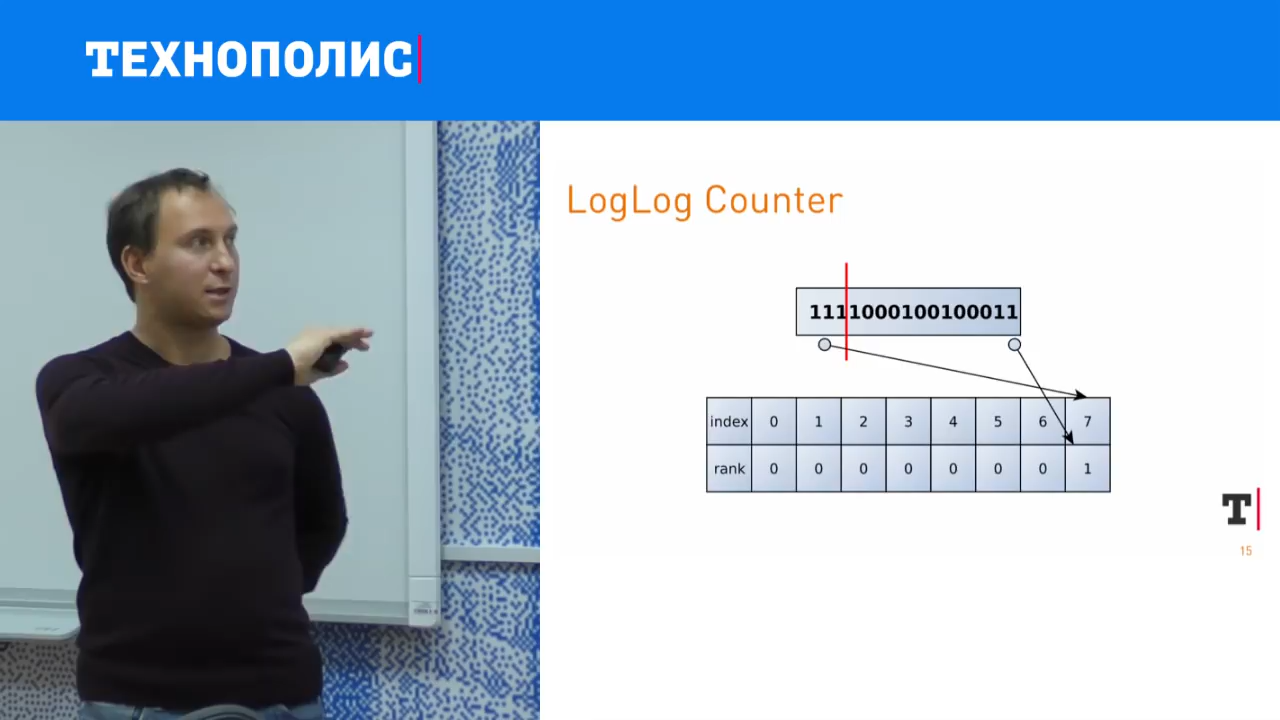 ТЕХНОПОЛИС
LogLog Counter
1111000100100011
index 0 1 2 3 4 5 6 7
rank 0 0 0 0 0 0 0 1
T
15